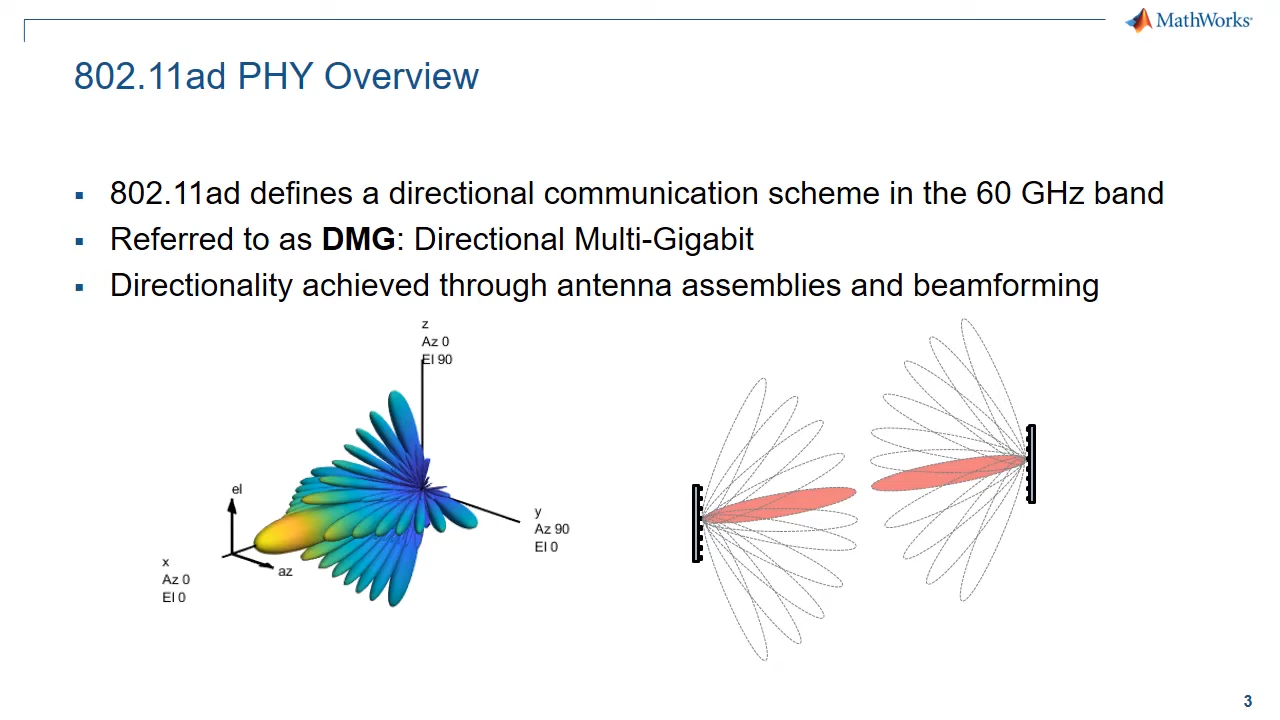 MathWorks
802.11ad PHY Overview
802.11ad defines a directional communication scheme in the 60 GHz band
Referred to as DMG: Directional Multi-Gigabit
Directionality achieved through antenna assemblies and beamforming
z
Az 0
El 90
el
az
x
Az 0
El 0
y
Az 90
El 0
3